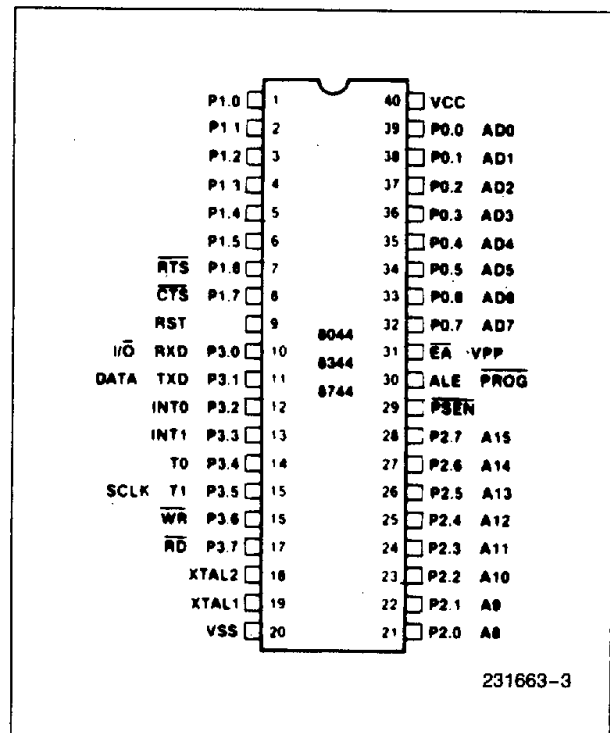 P1.0 1 40 VCC
P1.1 2 39 P0.0 AD0
P1.2 3 38 P0.1 AD1
P1.3 4 37 P0.2 AD2
P1.4 5 36 P0.3 AD3
P1.5 6 35 P0.4 AD4
R̅T̅S̅ P1.6 7 34 P0.5 AD5
C̅T̅S̅ P1.7 8 33 P0.6 AD6
RST 9 32 P0.7 AD7
8044
I/O̅ RXD P3.0 10 31 E̅A̅ VPP
8344
DATA TXD P3.1 11 30 ALE P̅R̅O̅G̅
8744
INT0 P3.2 12 29 P̅S̅E̅N̅
INT1 P3.3 13 28 P2.7 A15
T0 P3.4 14 27 P2.6 A14
SCLK T1 P3.5 15 26 P2.5 A13
W̅R̅ P3.6 15 25 P2.4 A12
R̅D̅ P3.7 17 24 P2.3 A11
XTAL2 18 23 P2.2 A10
XTAL1 19 22 P2.1 A9
VSS 20 21 P2.0 A8
231663-3